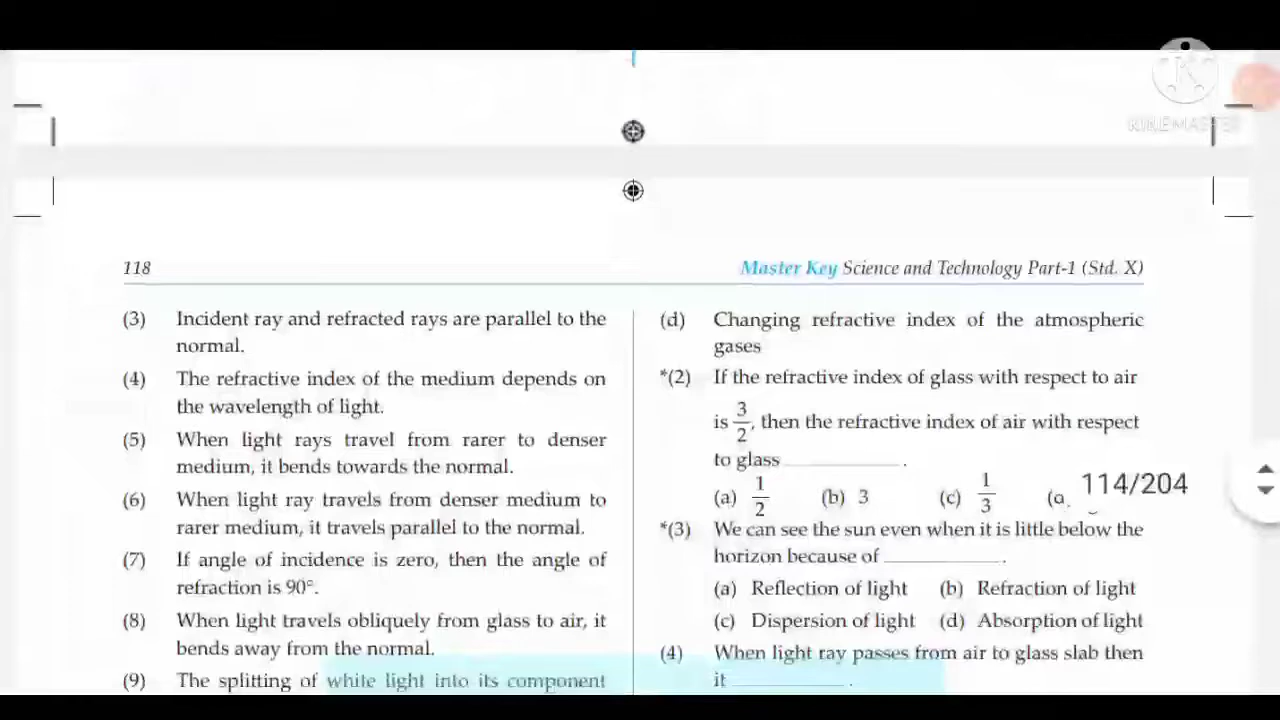 KINEMASTER
118
Master Key Science and Technology Part-1 (Std. X)
(3) Incident ray and refracted rays are parallel to the
normal.
(4) The refractive index of the medium depends on
the wavelength of light.
(5) When light rays travel from rarer to denser
medium, it bends towards the normal.
(6) When light ray travels from denser medium to
rarer medium, it travels parallel to the normal.
(7) If angle of incidence is zero, then the angle of
refraction is 90°.
(8) When light travels obliquely from glass to air, it
bends away from the normal.
(9) The splitting of white light into its component
(d) Changing refractive index of the atmospheric
gases
*(2) If the refractive index of glass with respect to air
is 3/2, then the refractive index of air with respect
to glass ____________ .
(a) 1/2 (b) 3 (c) 1/3
114/204
*(3) We can see the sun even when it is little below the
horizon because of ____________ .
(a) Reflection of light (b) Refraction of light
(c) Dispersion of light (d) Absorption of light
(4) When light ray passes from air to glass slab then
it ____________ .